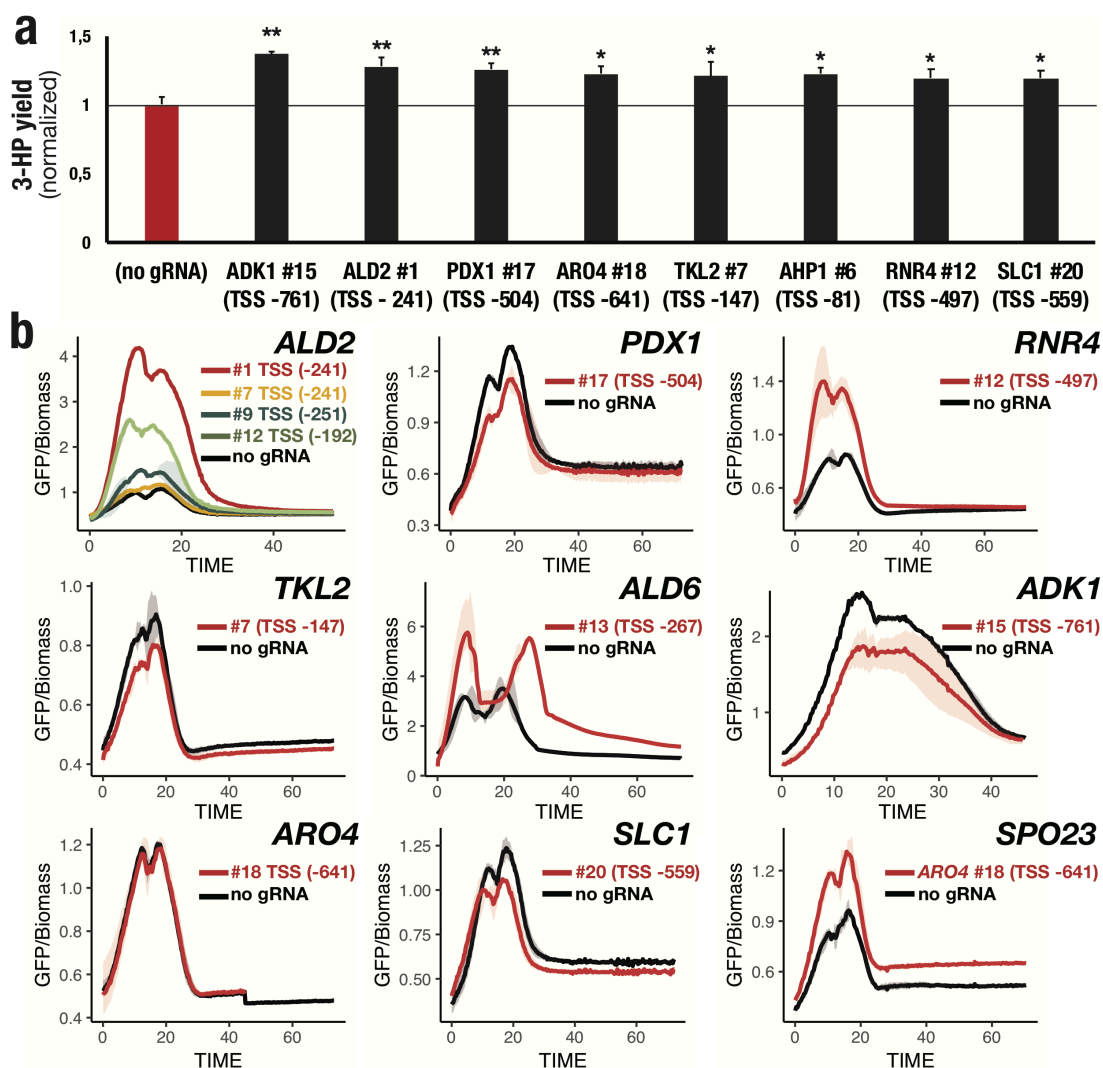 a
3-HP yield
(normalized)
1,5
1
0,5
0
** ** ** * * * * *
(no gRNA)
ADK1 #15
(TSS -761)
ALD2 #1
(TSS - 241)
PDX1 #17
(TSS -504)
ARO4 #18
(TSS -641)
TKL2 #7
(TSS -147)
AHP1 #6
(TSS -81)
RNR4 #12
(TSS -497)
SLC1 #20
(TSS -559)
b
ALD2
#1 TSS (-241)
#7 TSS (-241)
#9 TSS (-251)
#12 TSS (-192)
no gRNA
GFP/Biomass
4
3
2
1
0 20 40
TIME
PDX1
#17 (TSS -504)
no gRNA
GFP/Biomass
1.2
0.9
0.6
0.3
0 20 40 60
TIME
RNR4
#12 (TSS -497)
no gRNA
GFP/Biomass
1.4
1.0
0.6
0 20 40 60
TIME
TKL2
#7 (TSS -147)
no gRNA
GFP/Biomass
1.0
0.8
0.6
0.4
0 20 40 60
TIME
ALD6
#13 (TSS -267)
no gRNA
GFP/Biomass
6
4
2
0
0 20 40 60
TIME
ADK1
#15 (TSS -761)
no gRNA
GFP/Biomass
2
1
0 10 20 30 40
TIME
ARO4
#18 TSS (-641)
no gRNA
GFP/Biomass
1.2
1.0
0.8
0.6
0.4
0 20 40 60
TIME
SLC1
#20 (TSS -559)
no gRNA
GFP/Biomass
1.25
1.00
0.75
0.50
0 20 40 60
TIME
SPO23
ARO4 #18 (TSS -641)
no gRNA
GFP/Biomass
1.2
0.9
0.6
0 20 40 60
TIME